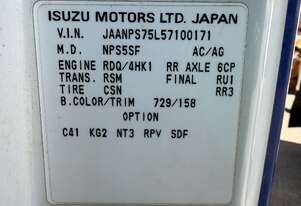 ISUZU MOTORS LTD. JAPAN
V.I.N. JAANPS75L57100171
M.D. NPS5SF AC/AG
ENGINE RDQ/4HK1 RR AXLE 6CP
TRANS. RSM FINAL RU1
TIRE CSN RR3
B.COLOR/TRIM 729/158
OPTION
C41 KG2 NT3 RPV SDF